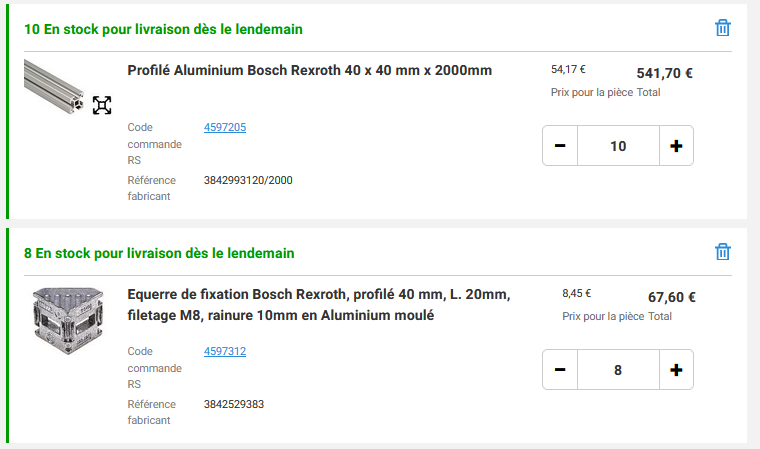 10 En stock pour livraison dès le lendemain
Profilé Aluminium Bosch Rexroth 40 x 40 mm x 2000mm
54,17 €
541,70 €
Prix pour la pièce Total
Code
commande
RS
4597205
10
Référence
fabricant
3842993120/2000
8 En stock pour livraison dès le lendemain
Equerre de fixation Bosch Rexroth, profilé 40 mm, L. 20mm,
filetage M8, rainure 10mm en Aluminium moulé
8,45 €
67,60 €
Prix pour la pièce Total
Code
commande
RS
4597312
8
Référence
fabricant
3842529383